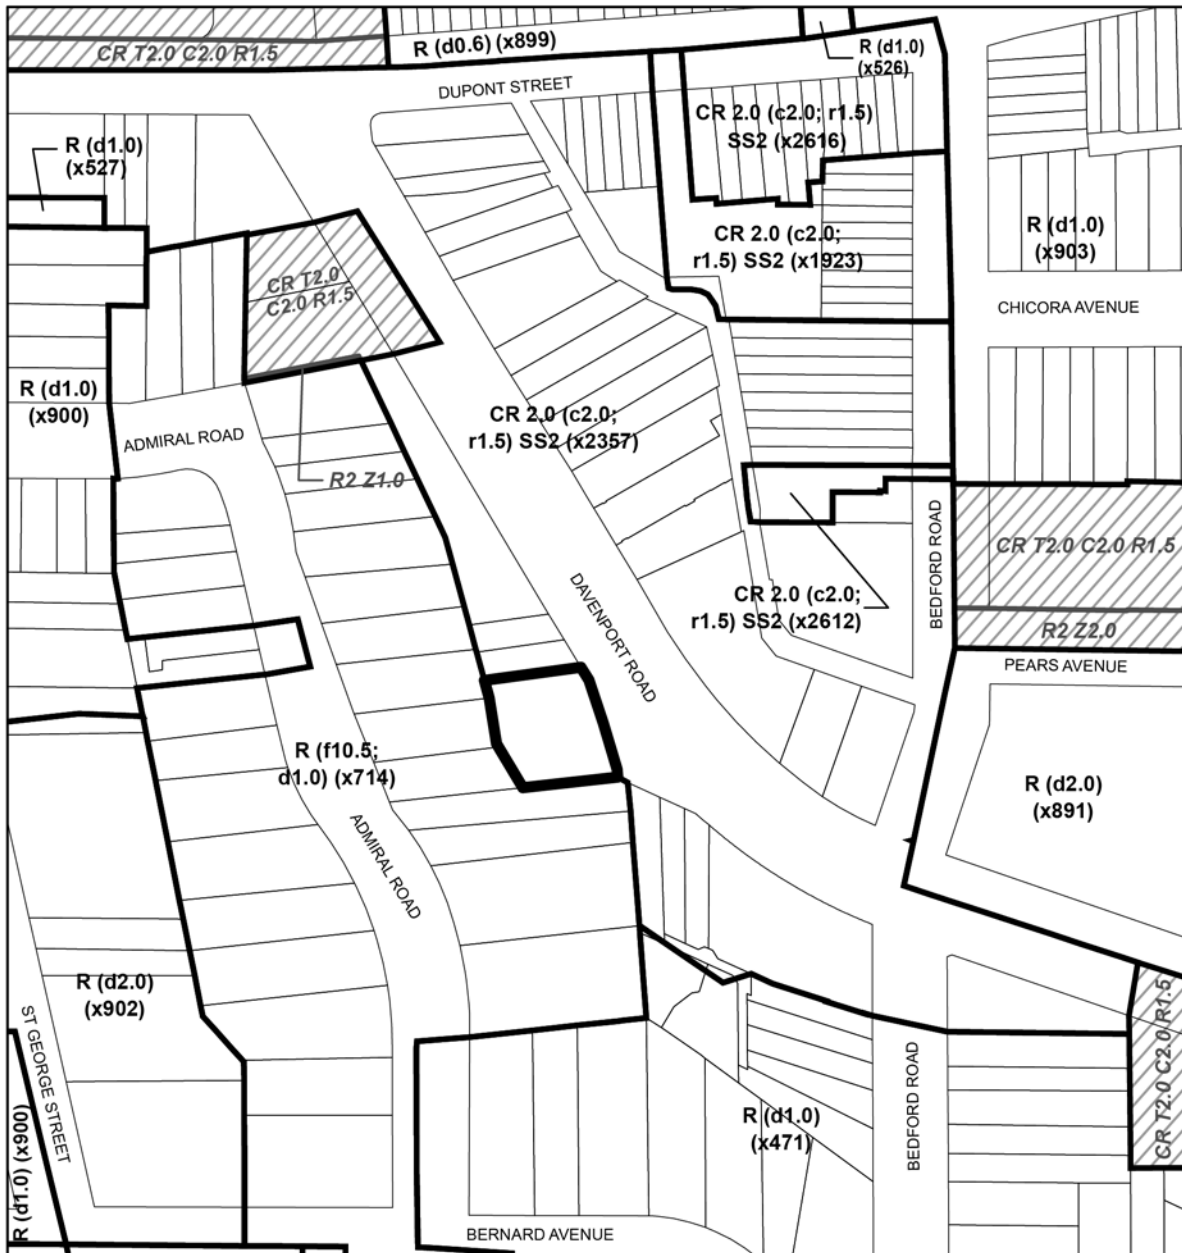 CR T2.0 C2.0 R1.5
R (d0.6) (x899)
R (d1.0)
(x526)
DUPONT STREET
CR 2.0 (c2.0; r1.5)
SS2 (x2616)
R (d1.0)
(x527)
CR 2.0 (c2.0;
r1.5) SS2 (x1923)
R (d1.0)
(x903)
CR T2.0
C2.0 R1.5
CHICORA AVENUE
R (d1.0)
(x900)
ADMIRAL ROAD
CR 2.0 (c2.0;
r1.5) SS2 (x2357)
R2 Z1.0
BEDFORD ROAD
CR T2.0 C2.0 R1.5
DAVENPORT ROAD
CR 2.0 (c2.0;
r1.5) SS2 (x2612)
R2 Z2.0
PEARS AVENUE
R (f10.5;
d1.0) (x714)
R (d2.0)
(x891)
ADMIRAL ROAD
R (d2.0)
(x902)
ST GEORGE STREET
CR T2.0 C2.0 R1.5
BEDFORD ROAD
R (d1.0) (x900)
R (d1.0)
(x471)
BERNARD AVENUE